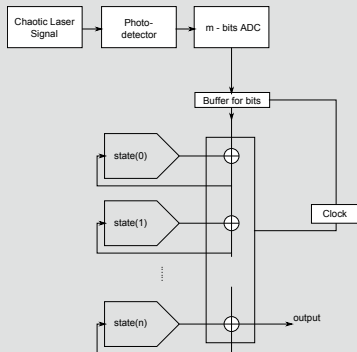 Chaotic Laser
Signal
Photo-
detector
m - bits ADC
Buffer for bits
state(0)
state(1)
Clock
state(n)
output